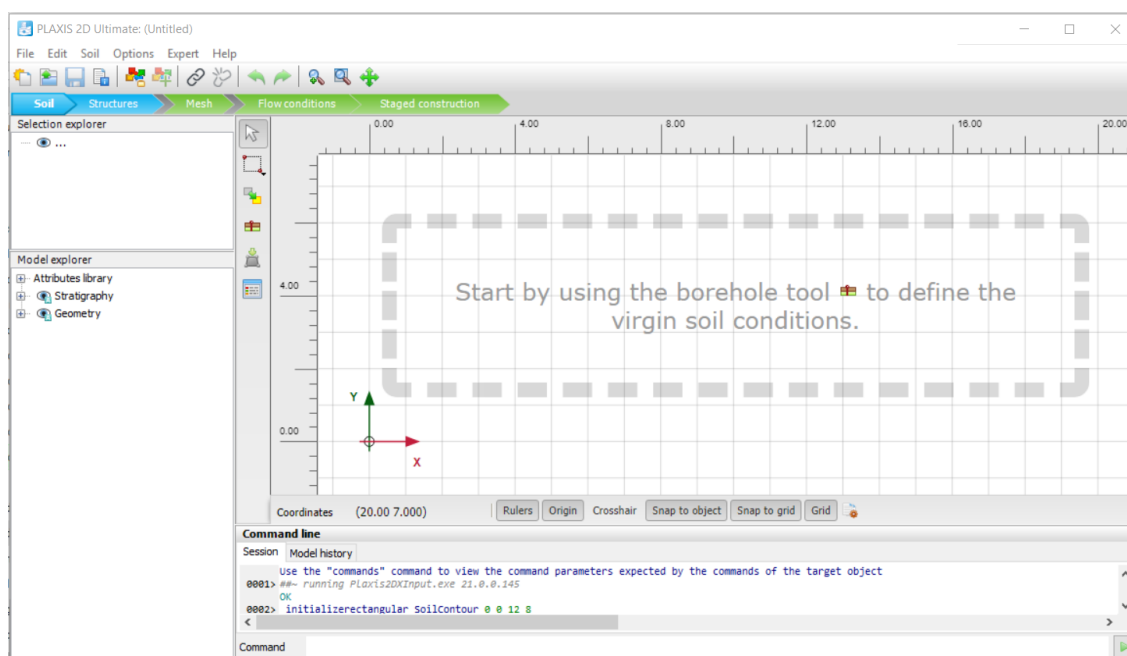 PLAXIS 2D Ultimate: (Untitled)
File Edit Soil Options Expert Help
Soil Structures Mesh Flow conditions Staged construction
Selection explorer
...
Model explorer
Attributes library
Stratigraphy
Geometry
0.00 4.00 8.00 12.00 16.00 20.00
4.00
0.00
Start by using the borehole tool to define the
virgin soil conditions.
Y
X
Coordinates (20.00 7.000) Rulers Origin Crosshair Snap to object Snap to grid Grid
Command line
Session Model history
Use the "commands" command to view the command parameters expected by the commands of the target object
0001> ##~ running Plaxis2DXInput.exe 21.0.0.145
OK
0002> initializerectangular SoilContour 0 0 12 8
Command